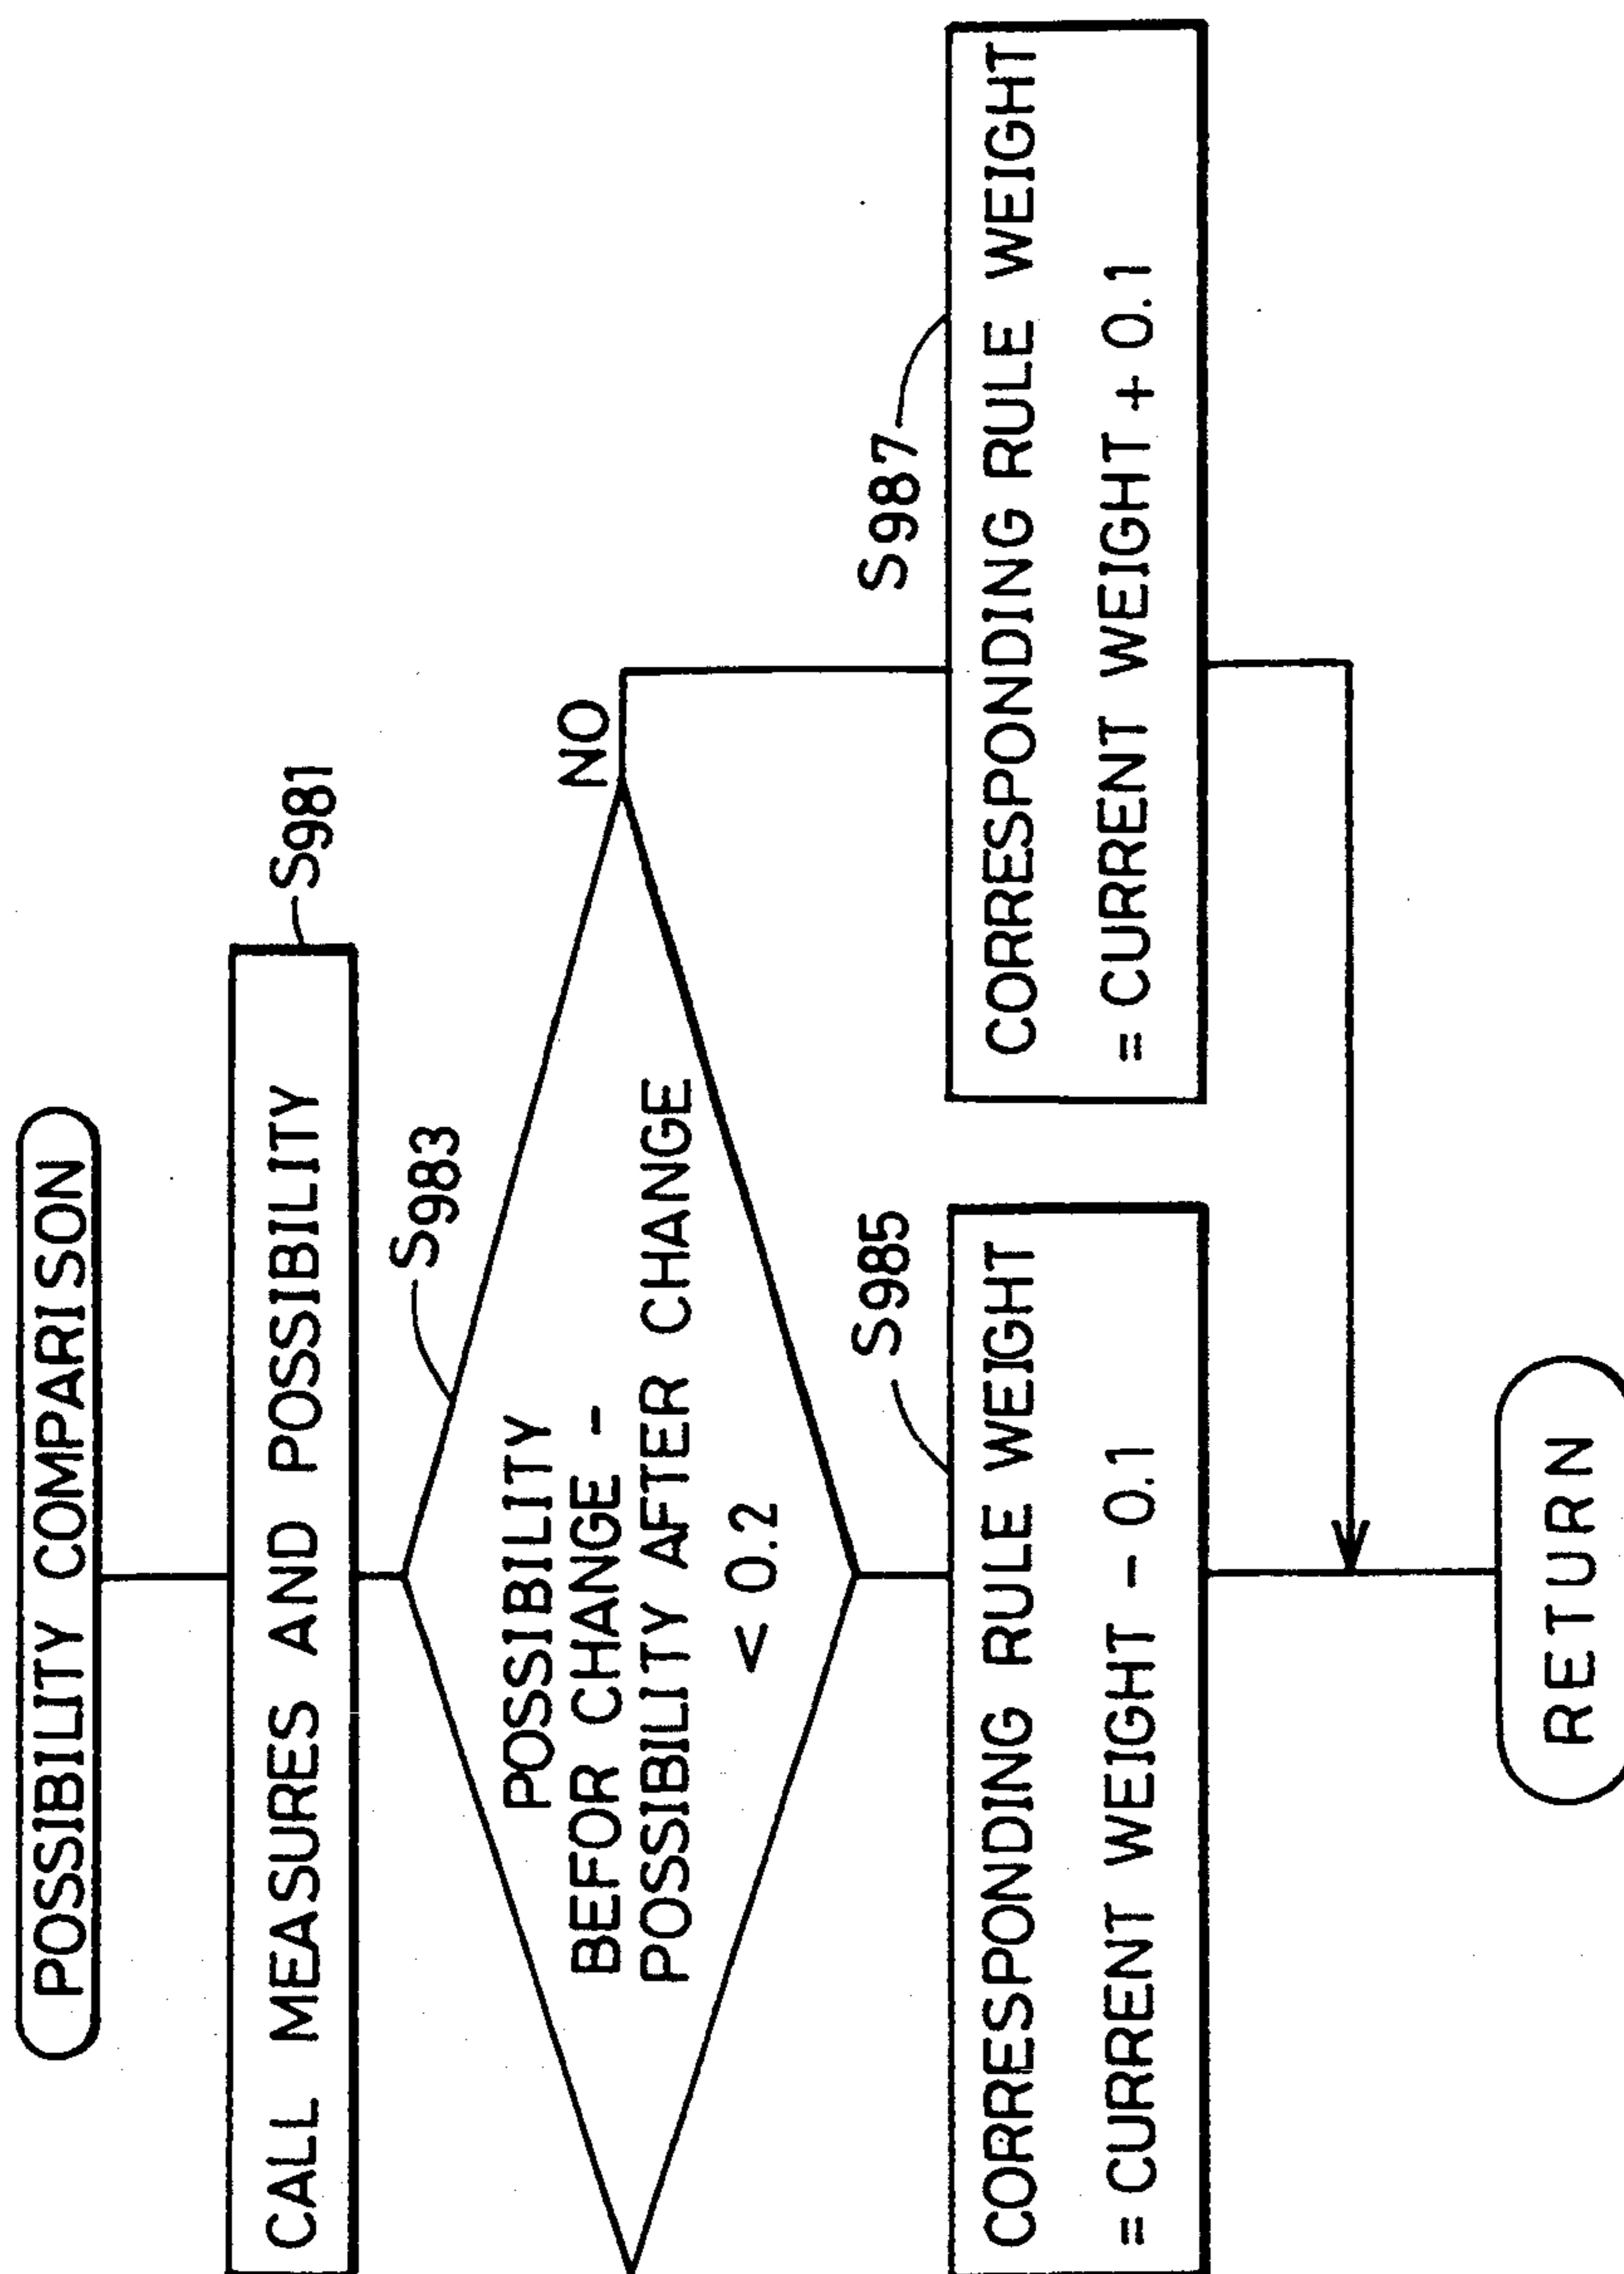 POSSIBILITY COMPARISON
CALL MEASURES AND POSSIBILITY
S981
S983
POSSIBILITY
BEFOR CHANGE -
POSSIBILITY AFTER CHANGE
< 0.2
NO
S985
CORRESPONDING RULE WEIGHT
= CURRENT WEIGHT - 0.1
S987
CORRESPONDING RULE WEIGHT
= CURRENT WEIGHT + 0.1
RETURN